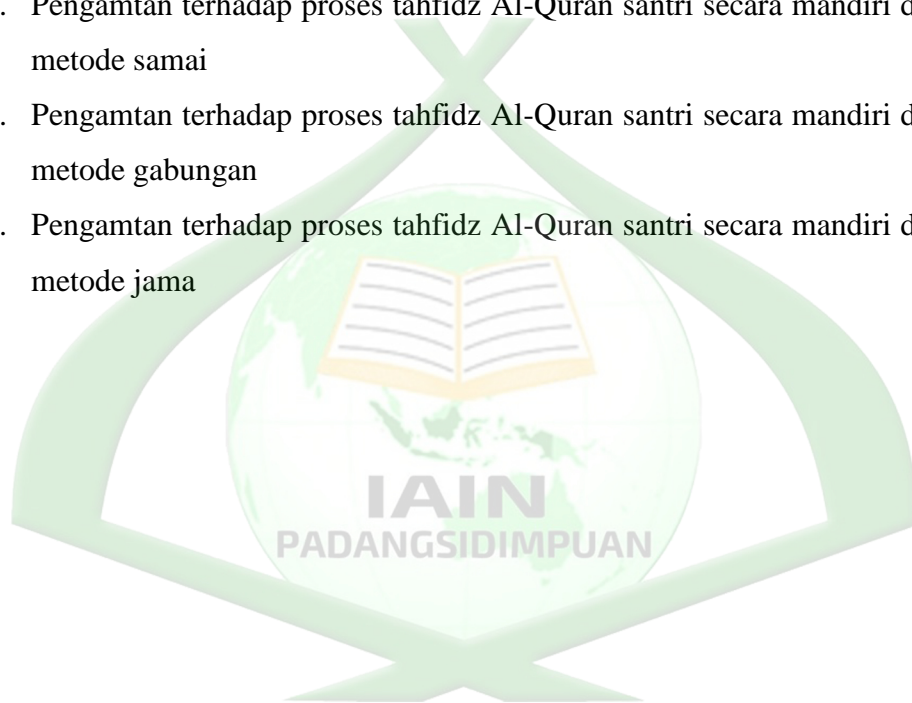 . Pengamtan terhadap proses tahfidz Al-Quran santri secara mandiri
metode samai
. Pengamtan terhadap proses tahfidz Al-Quran santri secara mandiri
metode gabungan
. Pengamtan terhadap proses tahfidz Al-Quran santri secara mandiri
metode jama
IAIN
PADANGSIDIMPUAN